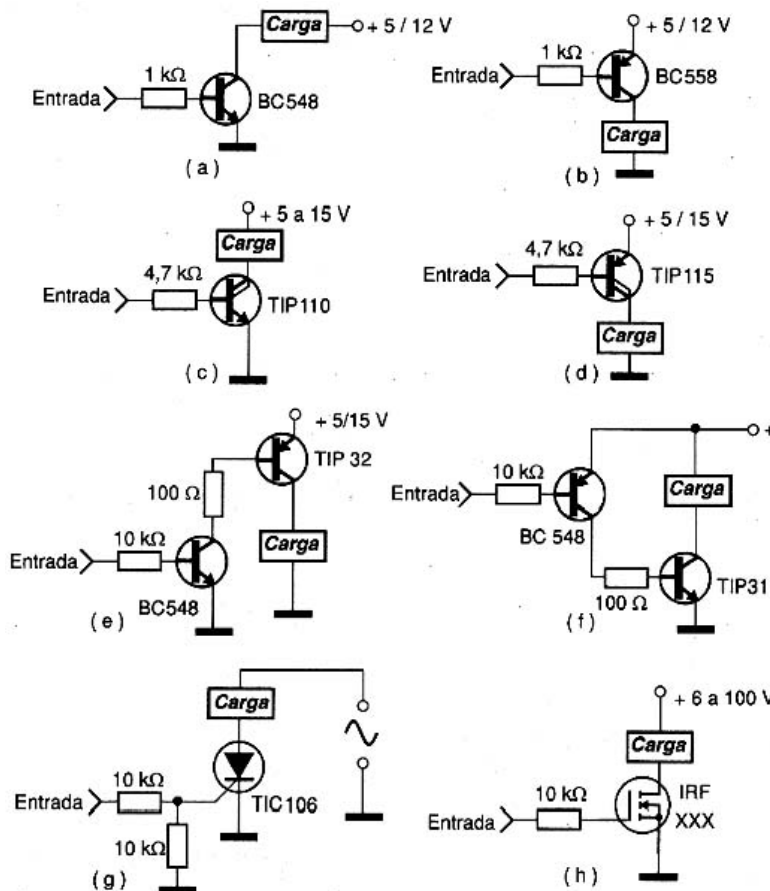 Carga
+ 5 / 12 V
1 kΩ
Entrada
BC548
( a )
+ 5 / 12 V
1 kΩ
Entrada
BC558
Carga
( b )
+ 5 a 15 V
Carga
4,7 kΩ
Entrada
TIP110
( c )
+ 5 / 15 V
4,7 kΩ
Entrada
TIP115
Carga
( d )
+ 5/15 V
TIP 32
100 Ω
10 kΩ
Carga
Entrada
BC548
( e )
+
10 kΩ
Carga
Entrada
BC 548
TIP31
100 Ω
( f )
Carga
10 kΩ
Entrada
TIC106
10 kΩ
( g )
+ 6 a 100 V
Carga
10 kΩ
IRF
XXX
Entrada
( h )